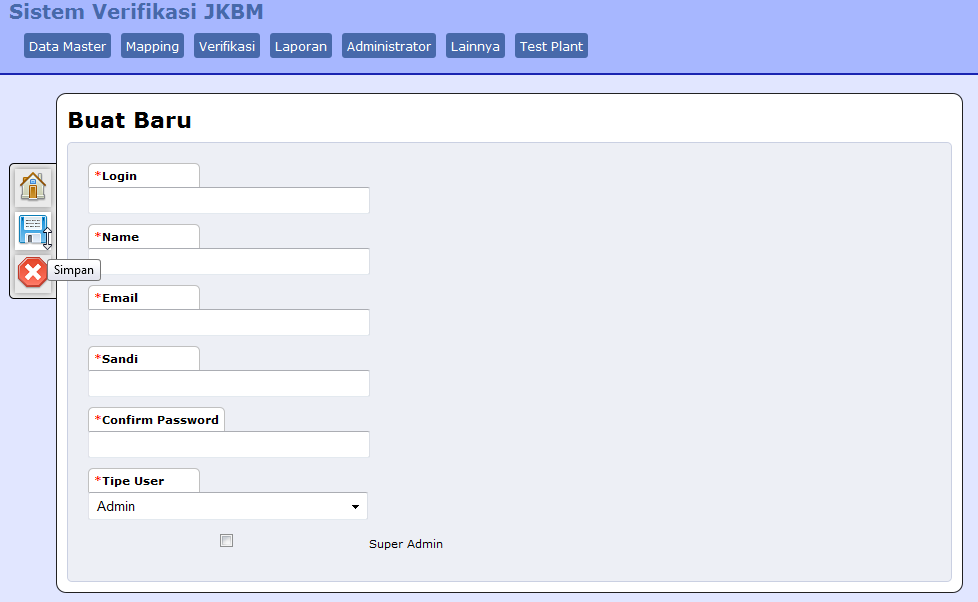 Sistem Verifikasi JKBM
Data Master Mapping Verifikasi Laporan Administrator Lainnya Test Plant
Buat Baru
*Login
*Name
Simpan
*Email
*Sandi
*Confirm Password
*Tipe User
Admin
Super Admin